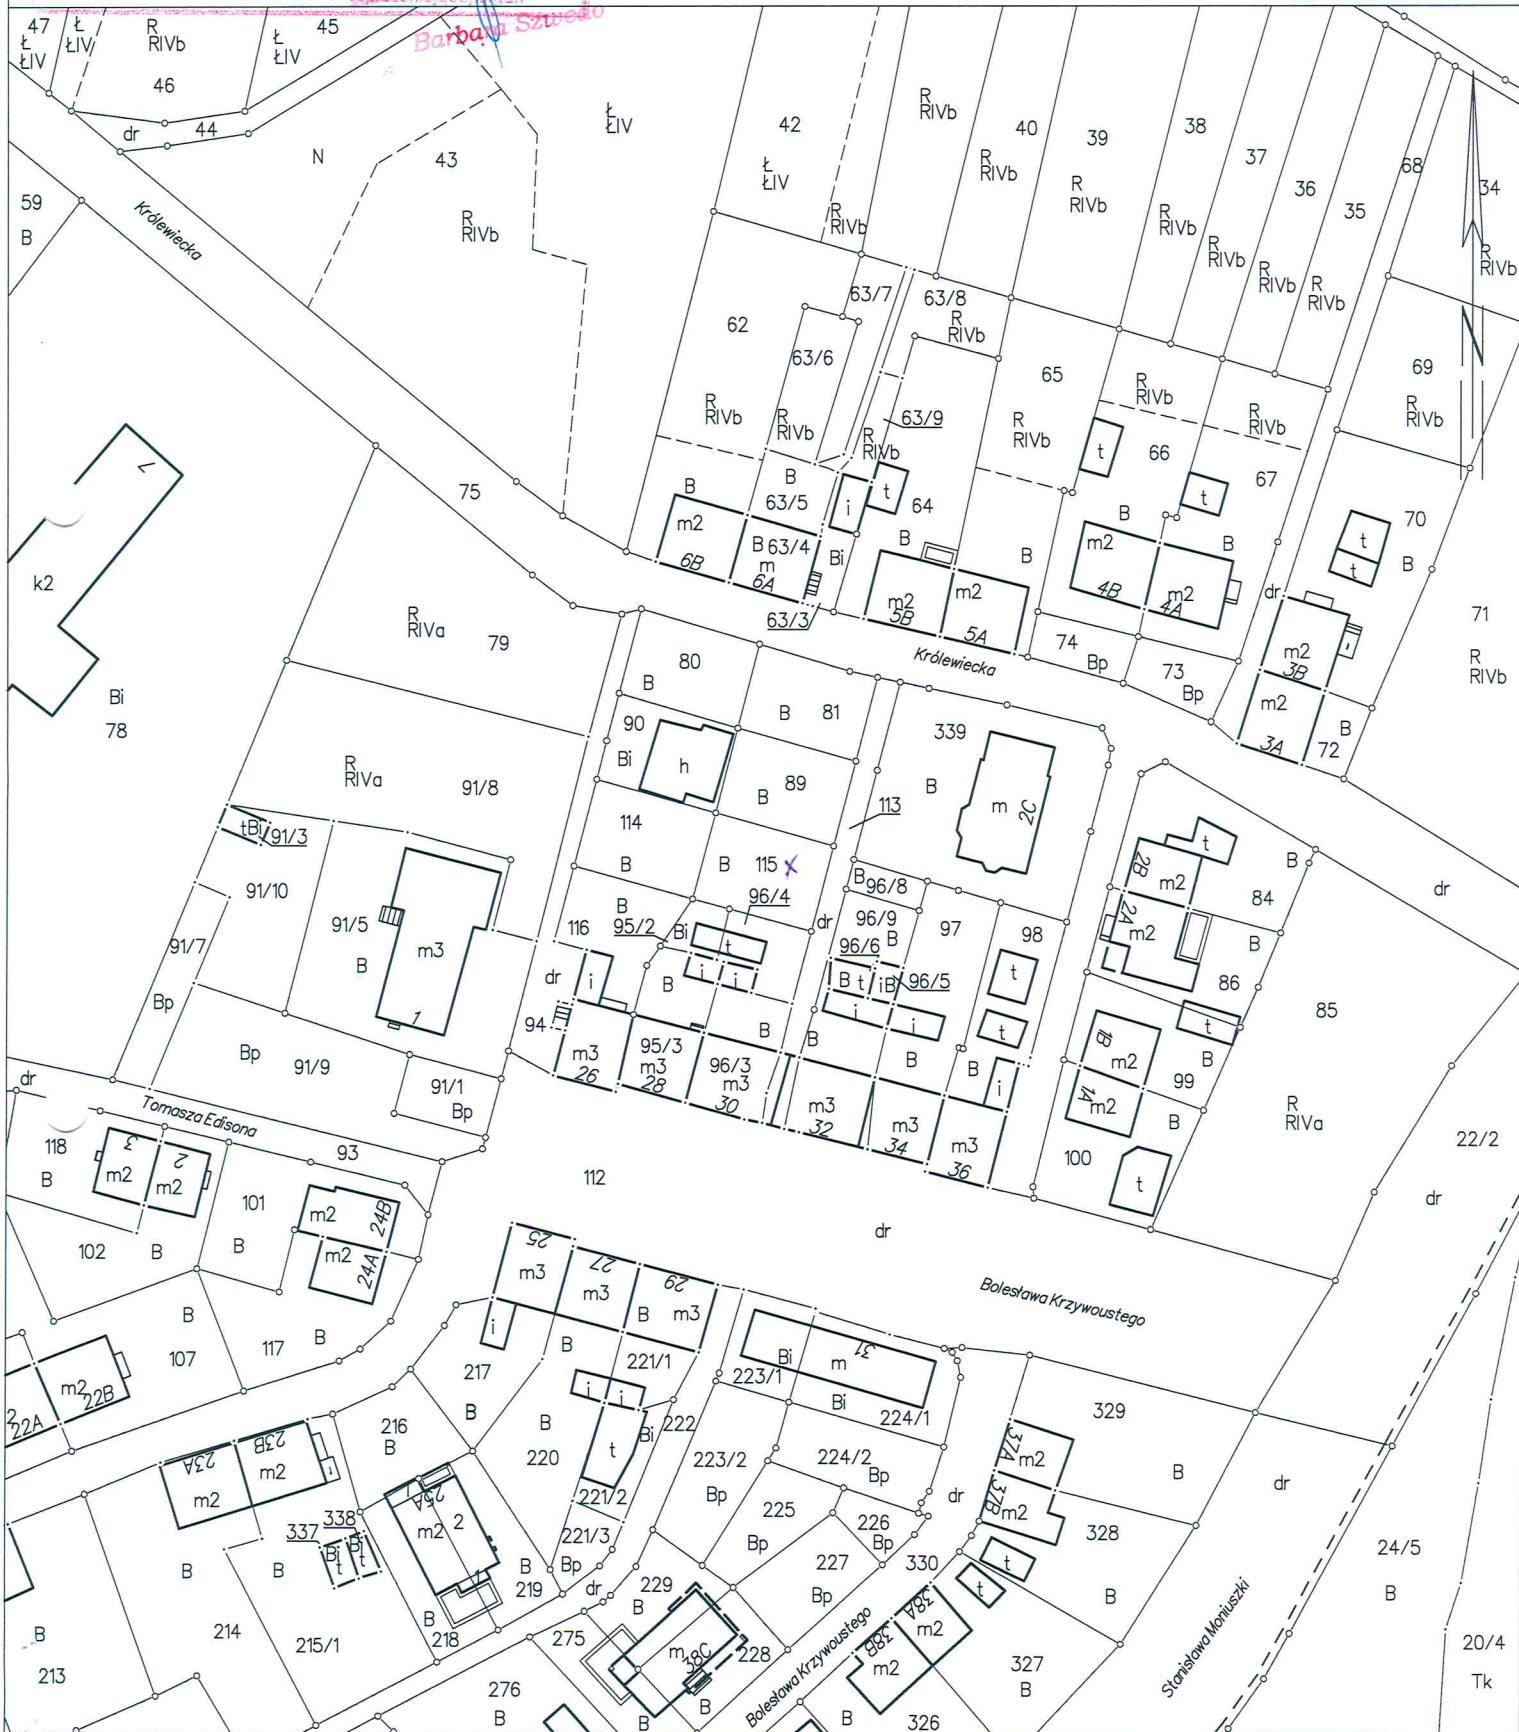 Barbara Szwedo
47
Ł
ŁIV
Ł
ŁIV
R
RIVb
46
Ł
ŁIV
45
dr
44
N
43
R
RIVb
Ł
ŁIV
42
Ł
ŁIV
R
RIVb
R
RIVb
40
R
RIVb
39
R
RIVb
38
R
RIVb
37
R
RIVb
36
R
RIVb
35
R
RIVb
68
34
R
RIVb
N
59
B
Królewiecka
62
R
RIVb
63/7
63/8
R
RIVb
63/6
R
RIVb
63/9
R
RIVb
65
R
RIVb
R
RIVb
R
RIVb
69
R
RIVb
66
67
t
t
70
B
t
t
71
R
RIVb
75
B
m2
6B
B
63/5
B 63/4
m
6A
63/3
i
t
Bi
64
B
m2
5B
m2
5A
B
B
m2
4B
B
m2
4A
dr
m2
3B
m2
3A
B
72
74
Bp
73
Bp
Królewiecka
7
k2
Bi
78
R
RIVa
79
80
B
B
81
90
Bi
h
B
89
339
B
m
2C
113
R
RIVa
91/8
114
B
B
115 x
tBi
91/3
91/10
91/5
B
m3
1
91/7
Bp
116
B
95/2
Bi
96/4
t
i
i
dr
B
96/8
96/9
B
96/6
B
t
iB
96/5
i
i
97
98
t
t
2B
m2
t
B
84
2A
m2
B
86
dr
85
R
RIVa
dr
i
94
B
B
m3
26
95/3
m3
28
96/3
m3
30
m3
32
B
m3
34
B
i
m3
36
1B
m2
t
B
99
1A
m2
B
100
t
Bp
91/9
91/1
Bp
dr
Tomasza Edisona
93
118
B
3
m2
2
m2
101
B
m2
24B
m2
24A
102
B
112
dr
Bolesława Krzywoustego
22/2
dr
25
m3
27
m3
29
m3
B
i
B
107
117
B
m2
22B
22A
2
217
B
B
221/1
i
i
220
B
t
Bi
222
221/2
221/3
Bp
Bi
m
31
223/1
Bi
224/1
223/2
Bp
224/2
Bp
225
Bp
226
Bp
227
Bp
dr
330
329
37A
m2
B
37B
m2
328
B
t
t
dr
24/5
B
216
B
23A
m2
23B
m2
25A
m2
2
1
337
338
Bi
t
Bi
t
B
B
B
214
215/1
B
218
B
219
dr
229
B
275
m
38C
228
B
B
276
B
B
213
38A
m2
38B
m2
327
B
B
326
Bolesława Krzywoustego
Stanisława Moniuszki
20/4
Tk